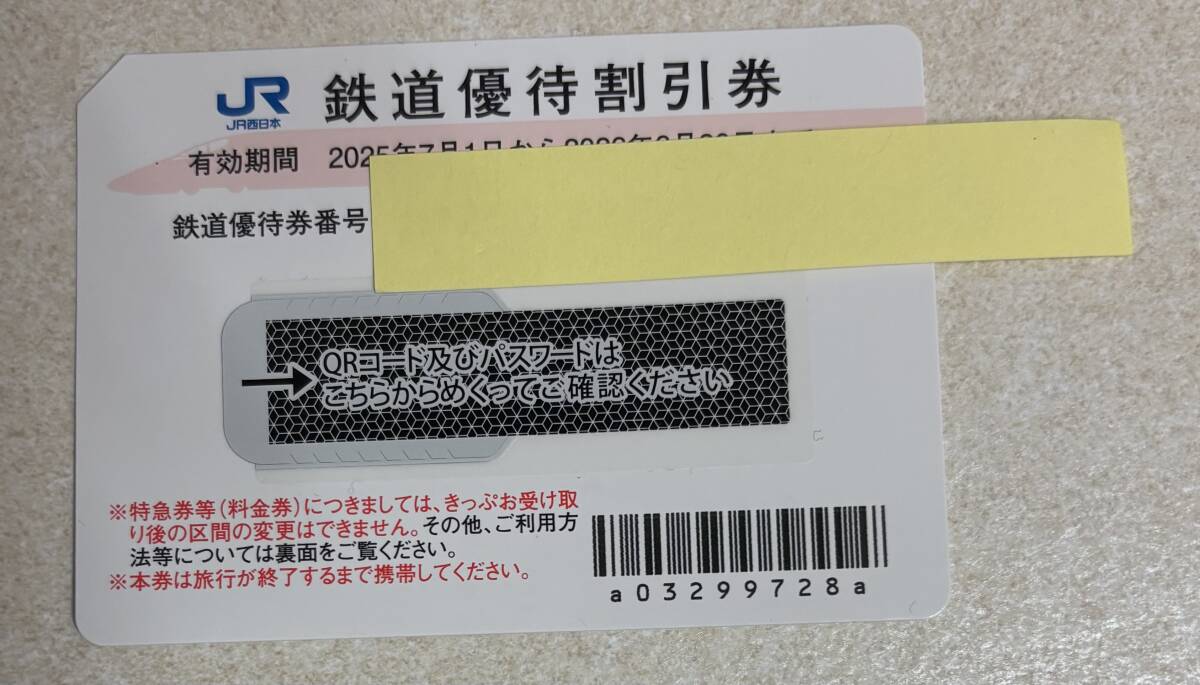 JR 鉄道優待割引券
JR西日本
有効期間 2025年7月1日から
鉄道優待券番号
QRコード及びパスワードは
こちらからめくってご確認ください
※特急券等（料金券）につきましては、きっぷお受け取
り後の区間の変更はできません。その他、ご利用方
法等については裏面をご覧ください。
※本券は旅行が終了するまで携帯してください。
a03299728a